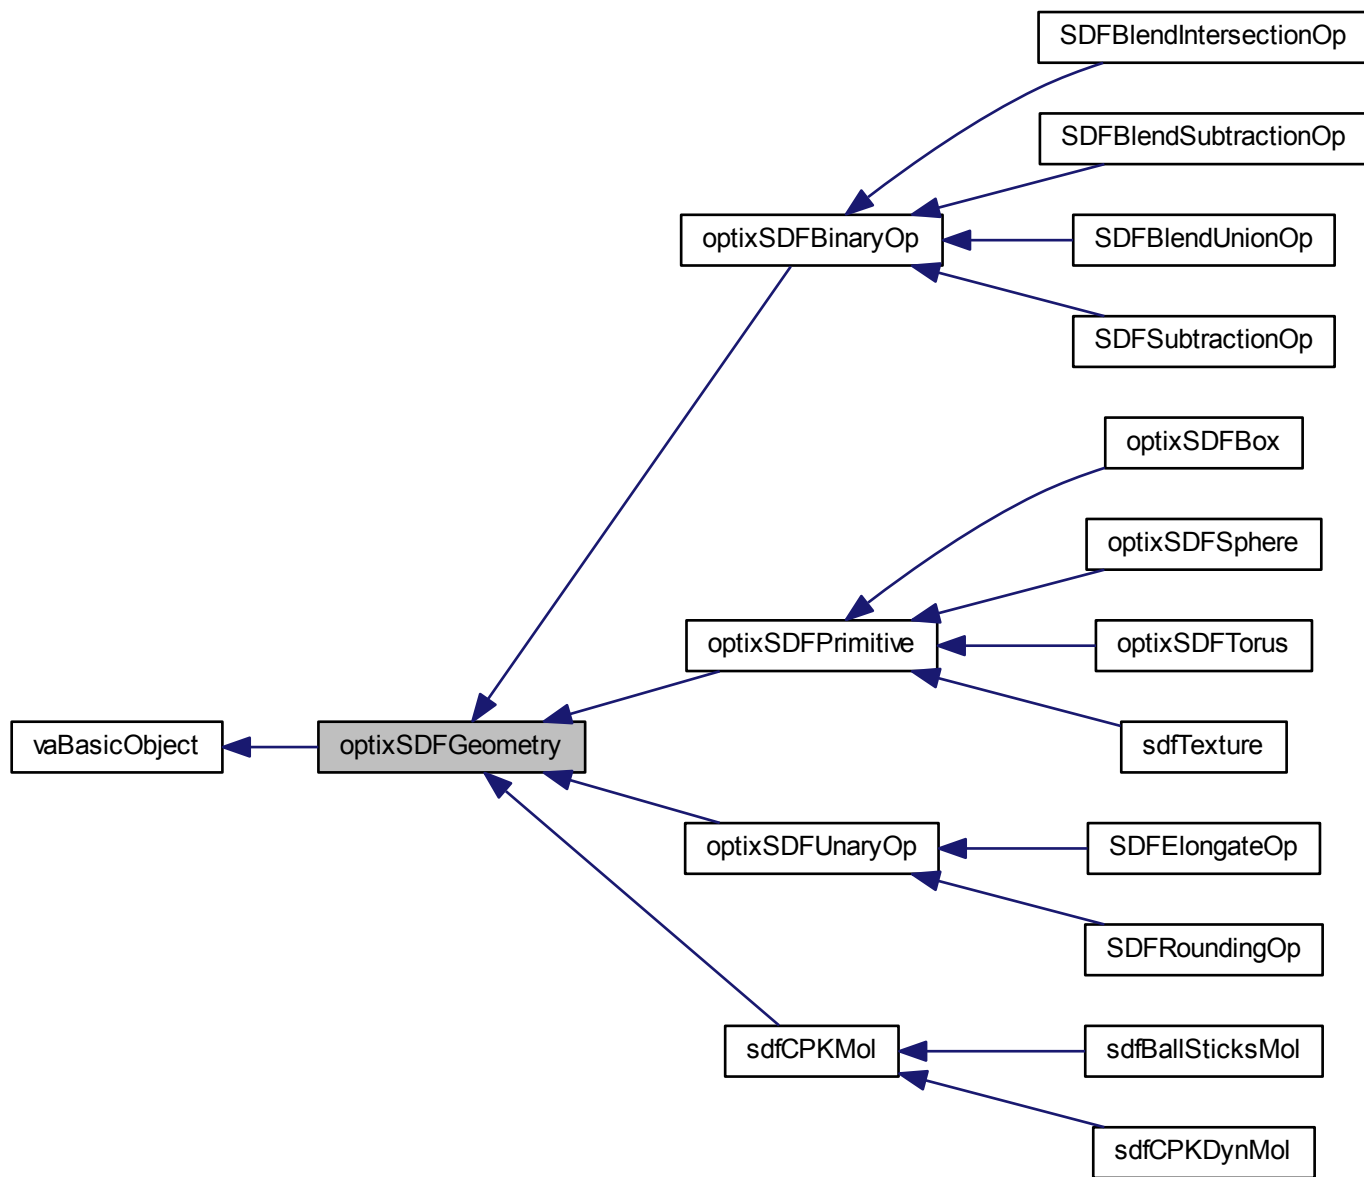 SDFBlendIntersectionOp
SDFBlendSubtractionOp
optixSDFBinaryOp
SDFBlendUnionOp
SDFSubtractionOp
optixSDFBox
optixSDFSphere
optixSDFPrimitive
optixSDFTorus
vaBasicObject
optixSDFGeometry
sdfTexture
optixSDFUnaryOp
SDFElongateOp
SDFRoundingOp
sdfCPKMol
sdfBallSticksMol
sdfCPKDynMol